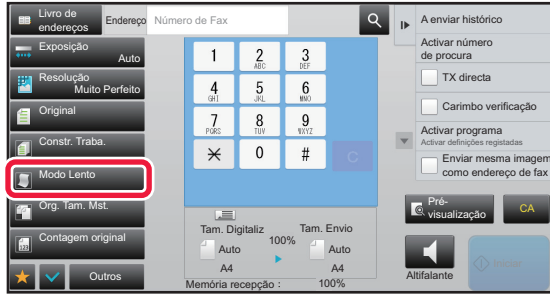 Livro de
endereços
Endereço
Número de Fax
Exposição
Auto
Resolução
Muito Perfeito
Original
Constr. Traba.
Modo Lento
Org. Tam. Mst.
Contagem original
Outros
1
2
ABC
3
DEF
4
GHI
5
JKL
6
MNO
7
PQRS
8
TUV
9
WXYZ
0
#
C
Tam. Digitaliz
Auto
A4
100%
Tam. Envio
Auto
A4
Memória recepção :
100%
A enviar histórico
Activar número
de procura
TX directa
Carimbo verificação
Activar programa
Activar definições registadas
Enviar mesma imagem
como endereço de fax
Pré-
visualização
CA
Altifalante
Iniciar